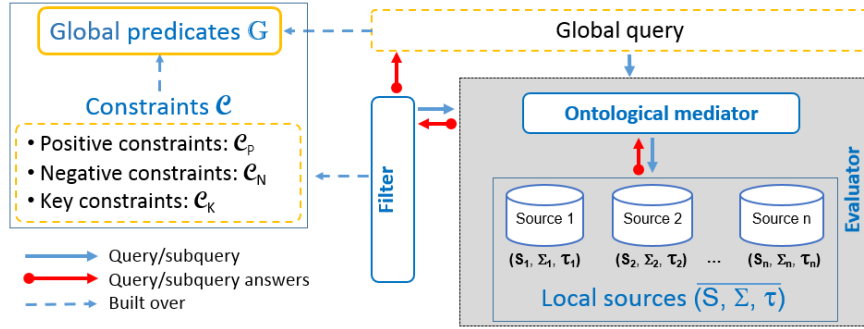 Global predicates G
Global query
Constraints 𝓒
• Positive constraints: 𝓒P
• Negative constraints: 𝓒N
• Key constraints: 𝓒K
Filter
Ontological mediator
Evaluator
Source 1
Source 2
Source n
(S₁, Σ₁, τ₁)
(S₂, Σ₂, τ₂)
...
(Sₙ, Σₙ, τₙ)
Local sources (S, Σ, τ)
Query/subquery
Query/subquery answers
Built over